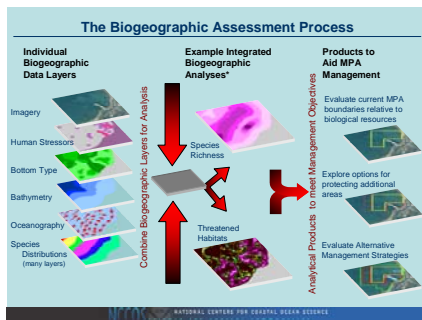 The Biogeographic Assessment Process
Individual
Biogeographic
Data Layers
Imagery
Human Stressors
Bottom Type
Bathymetry
Oceanography
Species
Distributions
(many layers)
Combine Biogeographic Layers for Analysis
Example Integrated
Biogeographic
Analyses*
Species
Richness
Threatened
Habitats
Analytical Products to meet Management Objectives
Products to
Aid MPA
Management
Evaluate current MPA
boundaries relative to
biological resources
Explore options for
protecting additional
areas
Evaluate Alternative
Management Strategies
NCCOS
NATIONAL CENTERS FOR COASTAL OCEAN SCIENCE